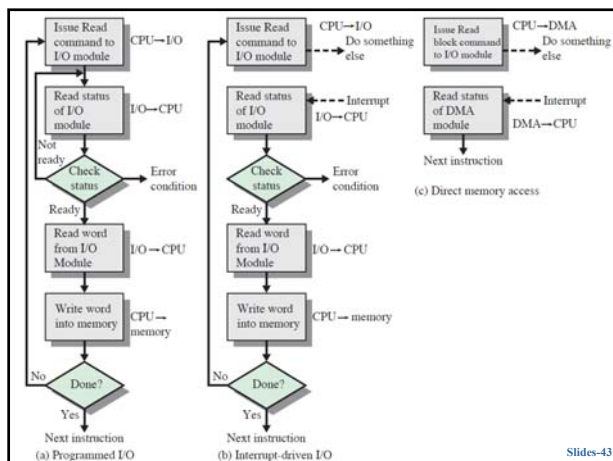 Issue Read
command to
I/O module
CPU→I/O
Read status
of I/O
module
I/O→CPU
Not
ready
Check
status
Error
condition
Ready
Read word
from I/O
Module
I/O→CPU
Write word
into memory
CPU→
memory
No
Done?
Yes
Next instruction
(a) Programmed I/O
Issue Read
command to
I/O module
CPU→I/O
Do something
else
Read status
of I/O
module
Interrupt
I/O→CPU
Check
status
Error
condition
Ready
Read word
from I/O
Module
I/O→CPU
Write word
into memory
CPU→ memory
No
Done?
Yes
Next instruction
(b) Interrupt-driven I/O
Issue Read
block command
to I/O module
CPU→DMA
Do something
else
Read status
of DMA
module
Interrupt
DMA→CPU
Next instruction
(c) Direct memory access
Slides-43